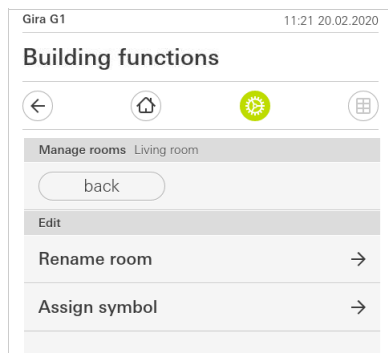 Gira G1 11:21 20.02.2020
Building functions
Manage rooms Living room
back
Edit
Rename room
Assign symbol